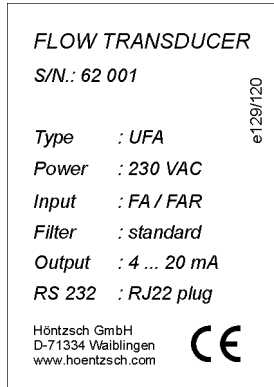 FLOW TRANSDUCER
S/N.: 62 001
e129/120
Type : UFA
Power : 230 VAC
Input : FA / FAR
Filter : standard
Output : 4 ... 20 mA
RS 232 : RJ22 plug
Höntzsch GmbH
D-71334 Waiblingen
www.hoentzsch.com
CE